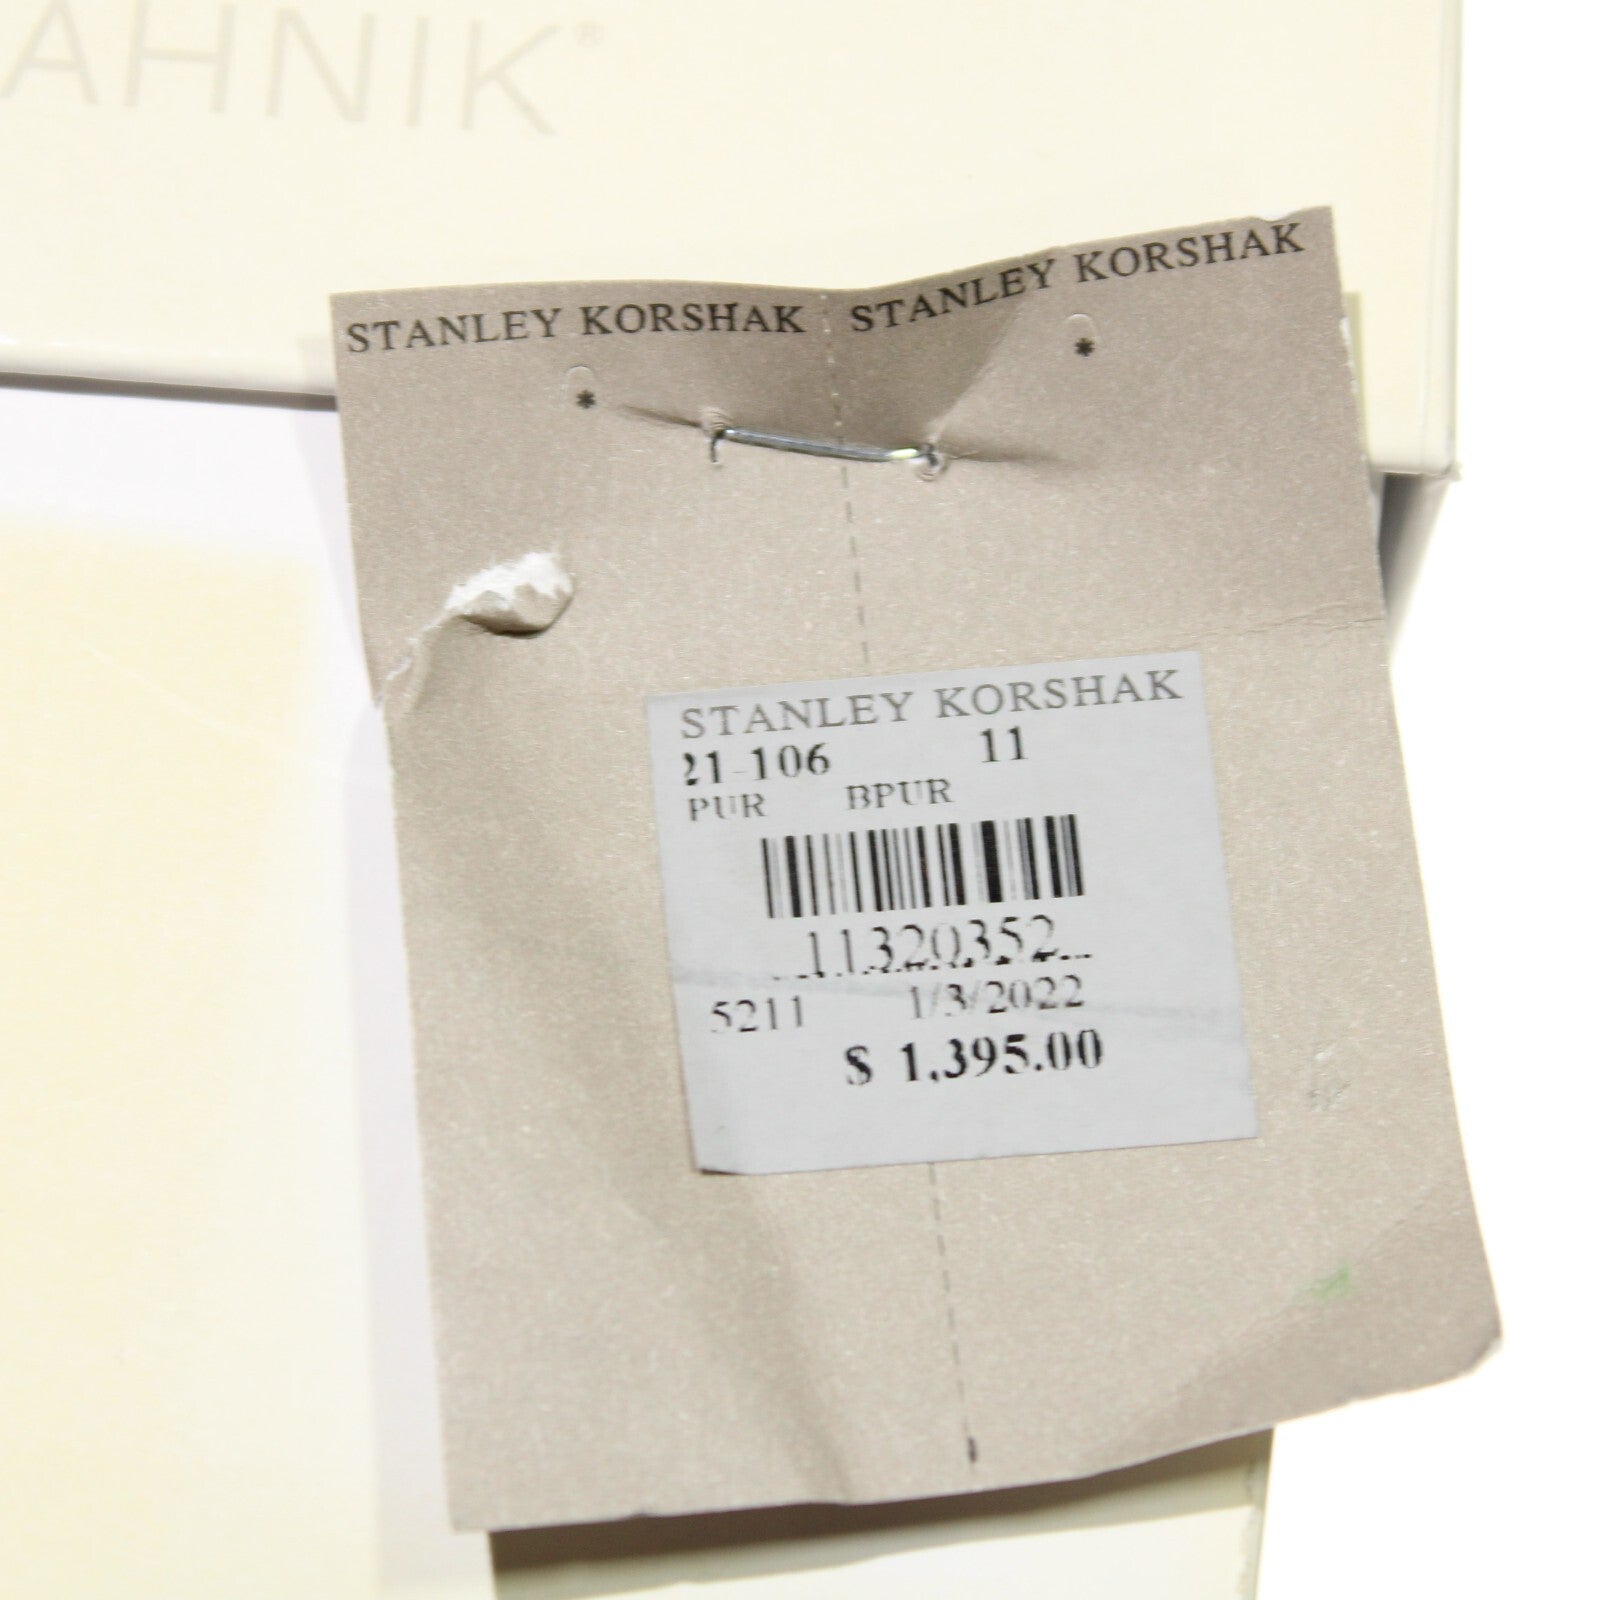 AHNIK®
STANLEY KORSHAK STANLEY KORSHAK
* *
STANLEY KORSHAK
21-106 11
PUR BPUR
11320352
5211 1/3/2022
$ 1,395.00